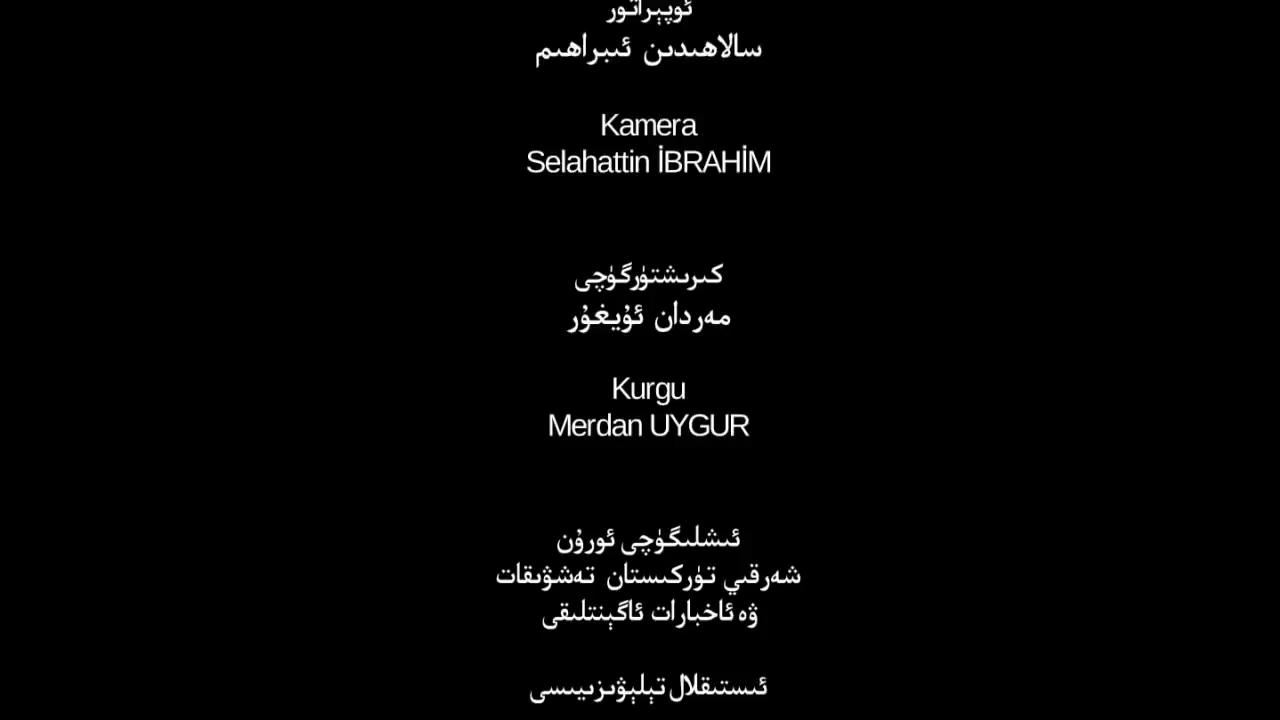 ئوپېراتور
سالاھىدىن ئىبراھىم
Kamera
Selahattin İBRAHİM
كىرىشتۈرگۈچى
مەردان ئۇيغۇر
Kurgu
Merdan UYGUR
ئىشلىگۈچى ئورۇن
شەرقىي تۈركىستان تەشۋىقات
ۋە ئاخبارات ئاگېنتلىقى
ئىستىقلال تېلېۋىزىيىسى